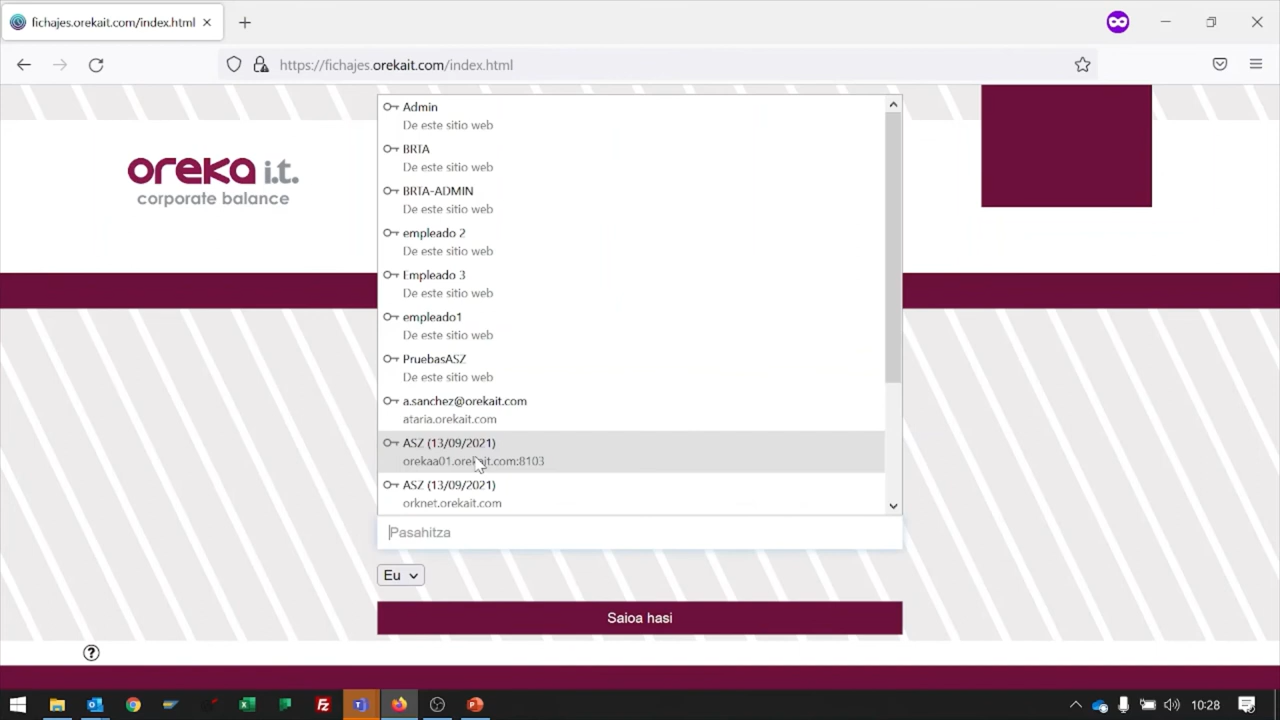 fichajes.orekait.com/index.html
https://fichajes.orekait.com/index.html
Admin
De este sitio web
BRIA
De este sitio web
BRIA-ADMIN
De este sitio web
empleado 2
De este sitio web
Empleado 3
De este sitio web
empleado1
De este sitio web
PruebasASZ
De este sitio web
a.sanchez@orekait.com
ataria.orekait.com
ASZ (13/09/2021)
orekaa01.orekait.com:8103
ASZ (13/09/2021)
orknet.orekait.com
oreka i.t.
corporate balance
Pasahitza
Eu
Saioa hasi
10:28